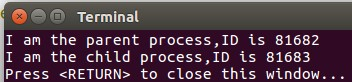 Terminal
I am the parent process,ID is 81682
I am the child process,ID is 81683
Press <RETURN> to close this window...